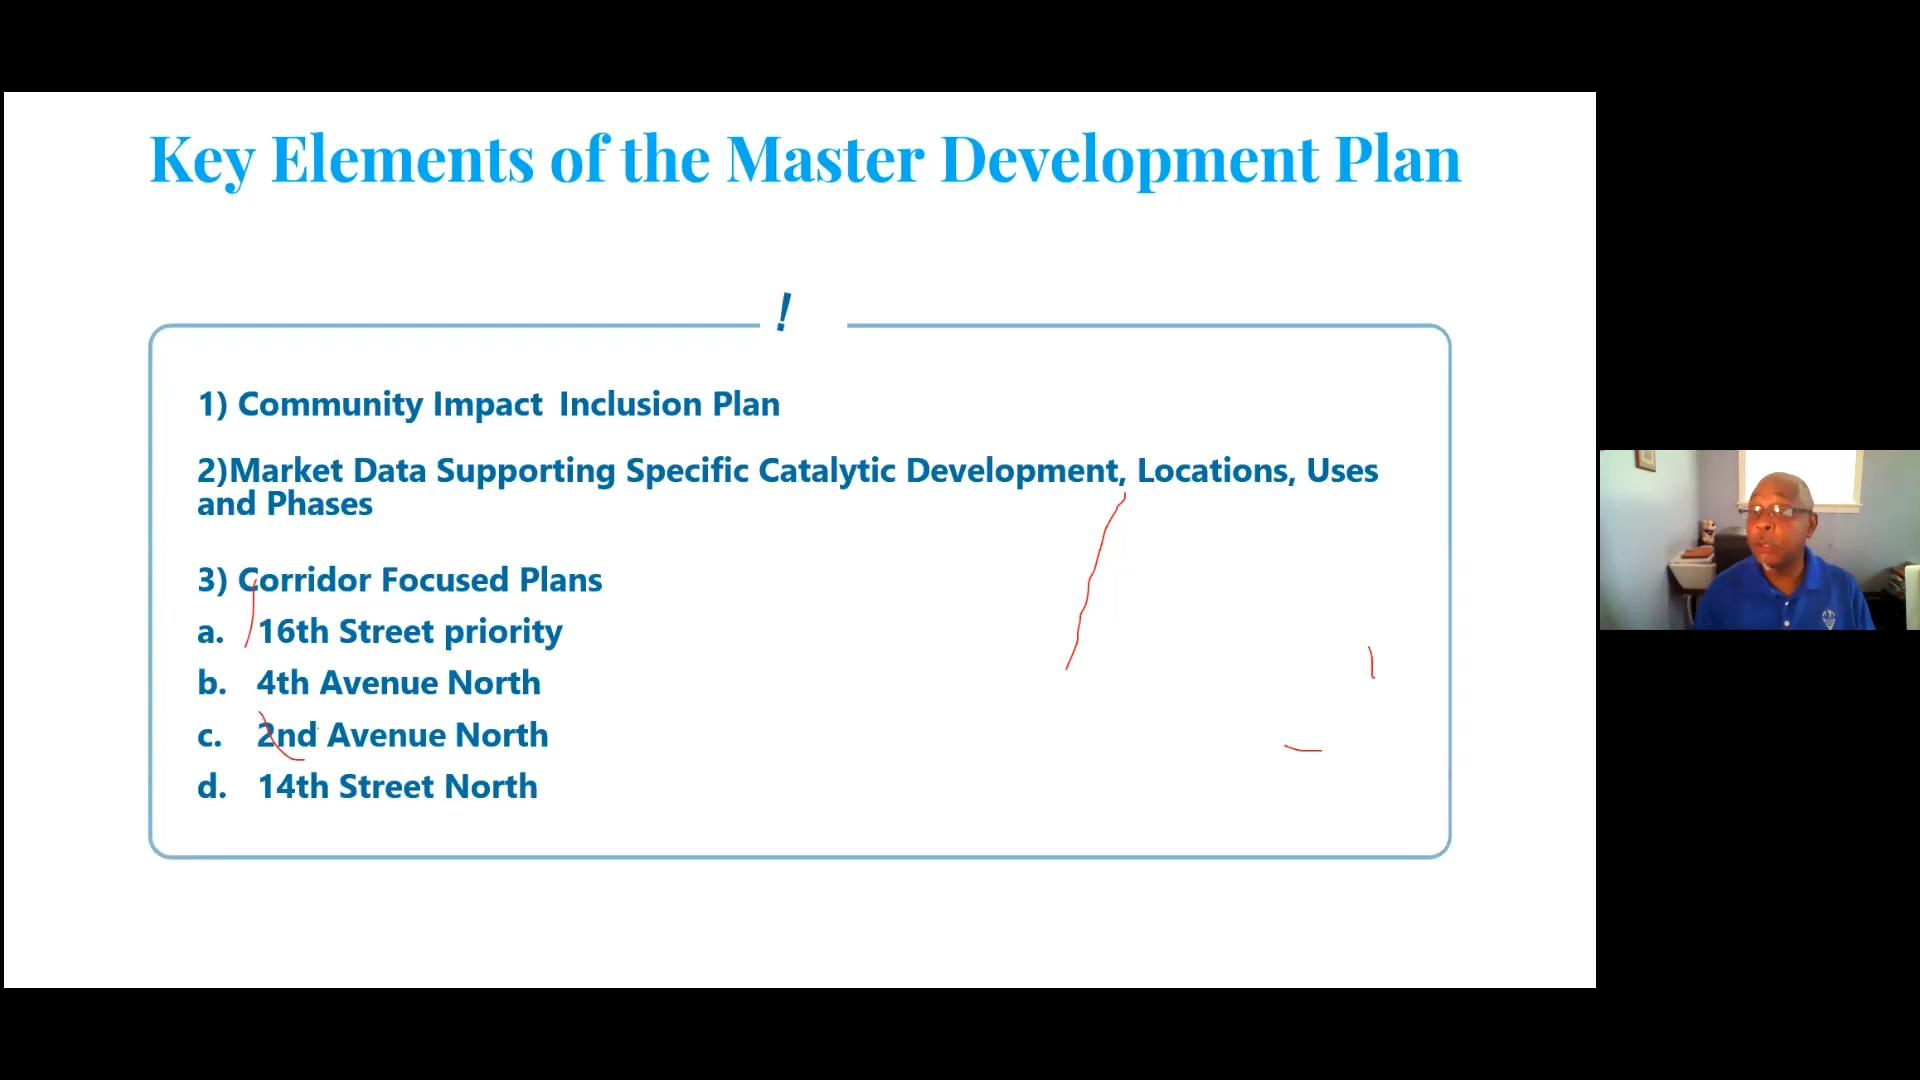 Key Elements of the Master Development Plan
!
1) Community Impact Inclusion Plan
2)Market Data Supporting Specific Catalytic Development, Locations, Uses
and Phases
3) Corridor Focused Plans
a. 16th Street priority
b. 4th Avenue North
c. 2nd Avenue North
d. 14th Street North